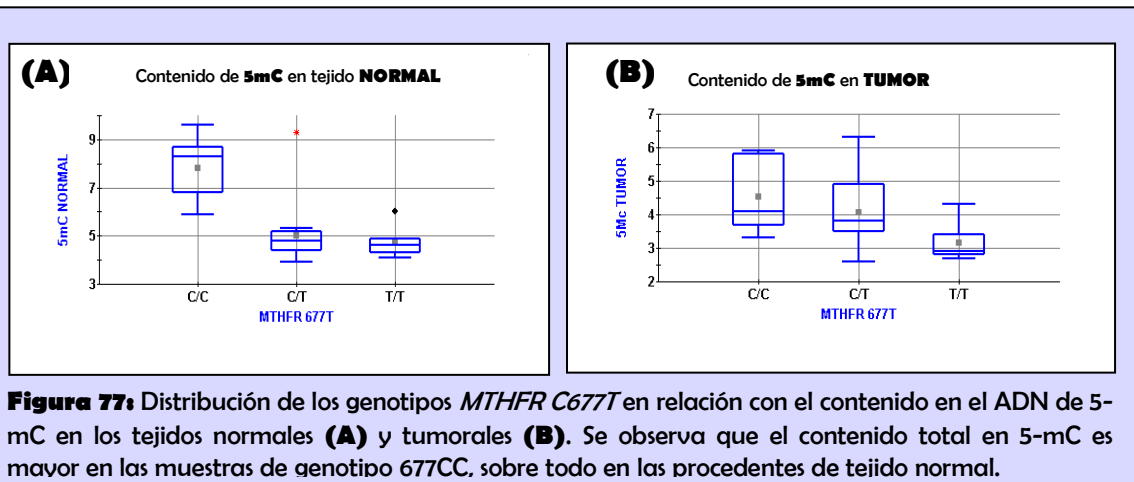 (A)
Contenido de 5mC en tejido NORMAL
5mC NORMAL
9
7
5
3
C/C C/T T/T
MTHFR 677T
(B)
Contenido de 5mC en TUMOR
5Mc TUMOR
7
6
5
4
3
2
C/C C/T T/T
MTHFR 677T
Figura 77: Distribución de los genotipos MTHFR C677T en relación con el contenido en el ADN de 5-
mC en los tejidos normales (A) y tumorales (B). Se observa que el contenido total en 5-mC es
mayor en las muestras de genotipo 677CC, sobre todo en las procedentes de tejido normal.